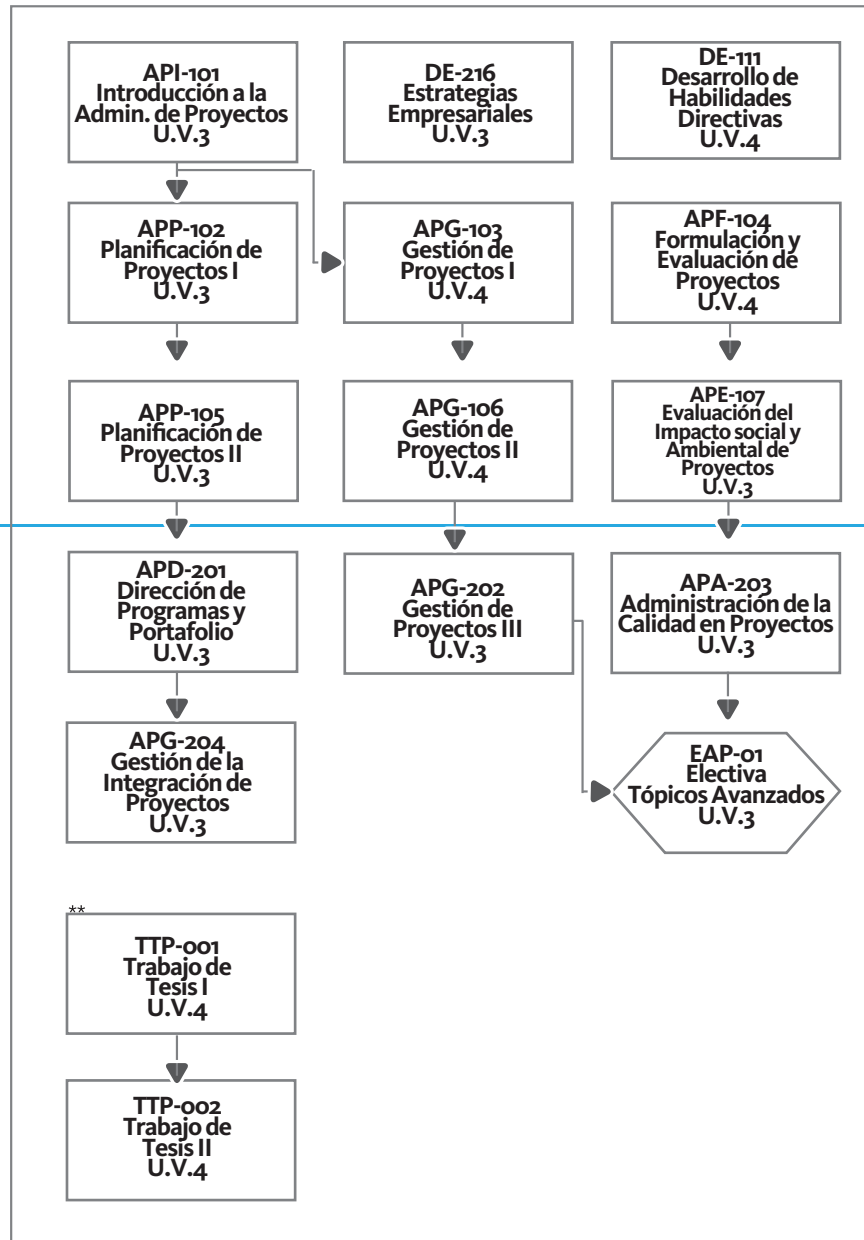 API-101
Introducción a la
Admin. de Proyectos
U.V.3
DE-216
Estrategias
Empresariales
U.V.3
DE-111
Desarrollo de
Habilidades
Directivas
U.V.4
APP-102
Planificación de
Proyectos I
U.V.3
APG-103
Gestión de
Proyectos I
U.V.4
APF-104
Formulación y
Evaluación de
Proyectos
U.V.4
APP-105
Planificación de
Proyectos II
U.V.3
APG-106
Gestión de
Proyectos II
U.V.4
APE-107
Evaluación del
Impacto social y
Ambiental de
Proyectos
U.V.3
APD-201
Dirección de
Programas y
Portafolio
U.V.3
APG-202
Gestión de
Proyectos III
U.V.3
APA-203
Administración de la
Calidad en Proyectos
U.V.3
APG-204
Gestión de la
Integración de
Proyectos
U.V.3
EAP-01
Electiva
Tópicos Avanzados
U.V.3
**
TTP-001
Trabajo de
Tesis I
U.V.4
TTP-002
Trabajo de
Tesis II
U.V.4